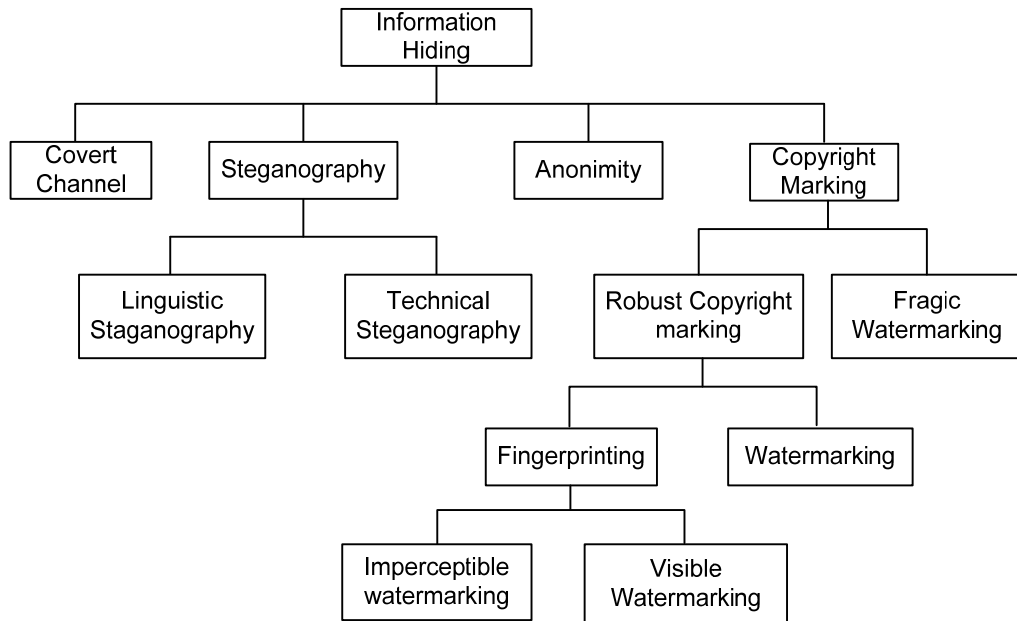 Information
Hiding
Covert
Channel
Steganography
Anonimity
Copyright
Marking
Linguistic
Staganography
Technical
Steganography
Robust Copyright
marking
Fragic
Watermarking
Fingerprinting
Watermarking
Imperceptible
watermarking
Visible
Watermarking